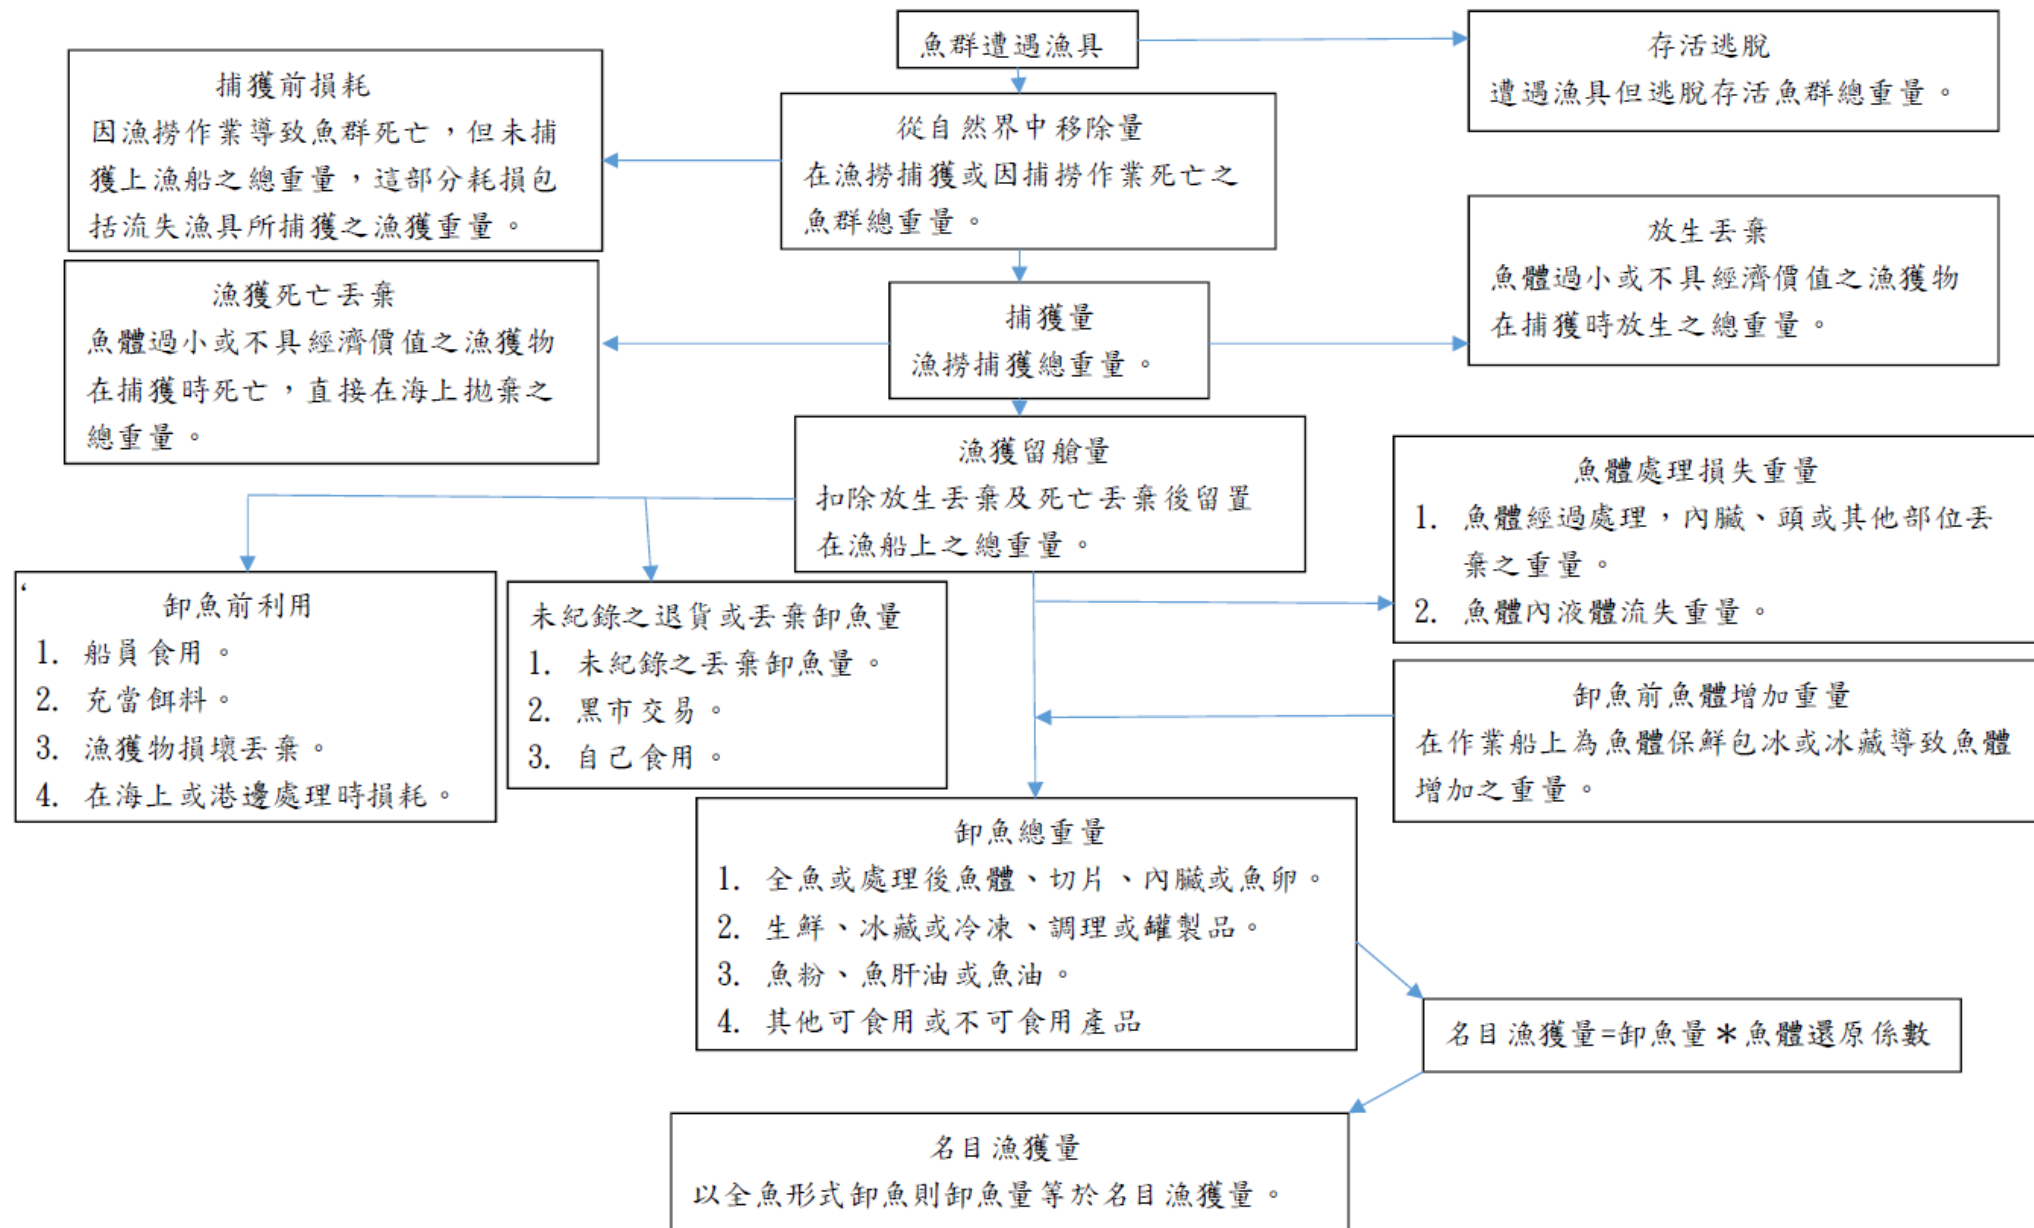 魚群遭遇漁具
存活逃脫
遭遇漁具但逃脫存活魚群總重量。
捕獲前損耗
因漁撈作業導致魚群死亡，但未捕
獲上漁船之總重量，這部分耗損包
括流失漁具所捕獲之漁獲重量。
從自然界中移除量
在漁撈捕獲或因捕撈作業死亡之
魚群總重量。
放生丟棄
魚體過小或不具經濟價值之漁獲物
在捕獲時放生之總重量。
漁獲死亡丟棄
魚體過小或不具經濟價值之漁獲物
在捕獲時死亡，直接在海上拋棄之
總重量。
捕獲量
漁撈捕獲總重量。
漁獲留艙量
扣除放生丟棄及死亡丟棄後留置
在漁船上之總重量。
魚體處理損失重量
1. 魚體經過處理，內臟、頭或其他部位丟
棄之重量。
2. 魚體內液體流失重量。
‘
卸魚前利用
1. 船員食用。
2. 充當餌料。
3. 漁獲物損壞丟棄。
4. 在海上或港邊處理時損耗。
未紀錄之退貨或丟棄卸魚量
1. 未紀錄之丟棄卸魚量。
2. 黑市交易。
3. 自己食用。
卸魚前魚體增加重量
在作業船上為魚體保鮮包冰或冰藏導致魚體
增加之重量。
卸魚總重量
1. 全魚或處理後魚體、切片、內臟或魚卵。
2. 生鮮、冰藏或冷凍、調理或罐製品。
3. 魚粉、魚肝油或魚油。
4. 其他可食用或不可食用產品
名目漁獲量=卸魚量＊魚體還原係數
名目漁獲量
以全魚形式卸魚則卸魚量等於名目漁獲量。